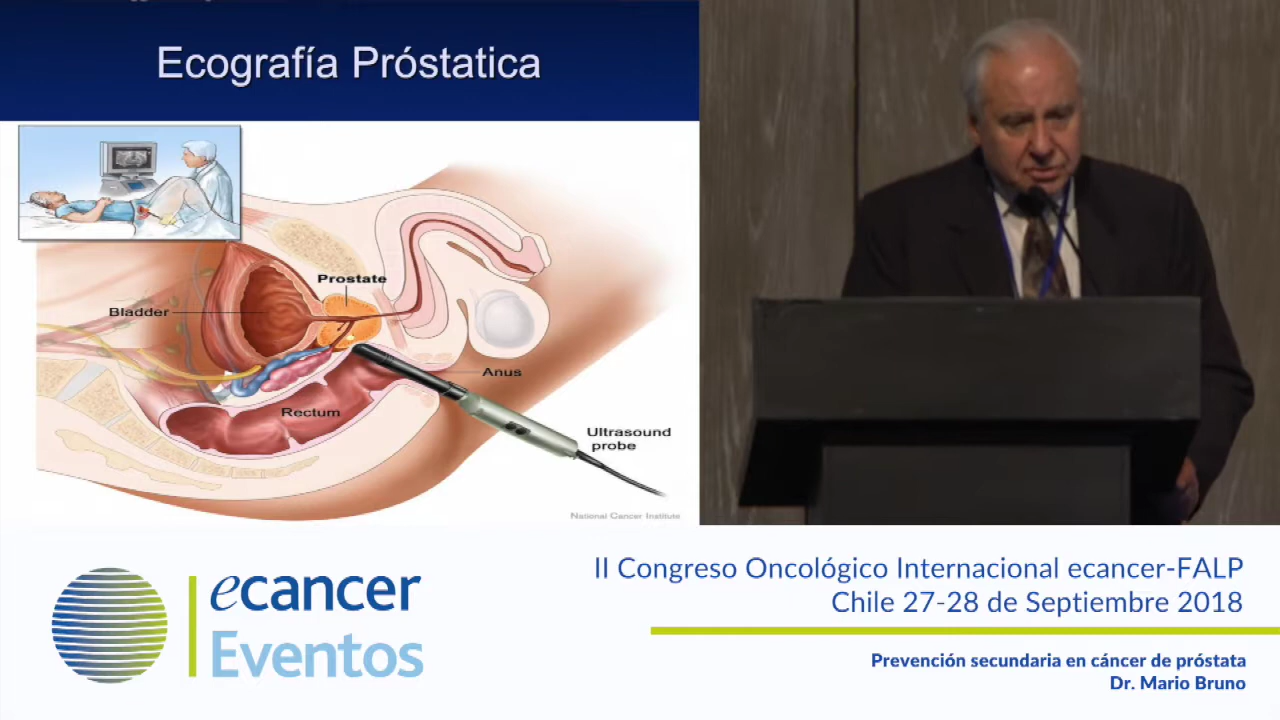 Ecografía Próstatica
Prostate
Bladder
Anus
Rectum
Ultrasound
probe
National Cancer Institute
ecancer
Eventos
II Congreso Oncológico Internacional ecancer-FALP
Chile 27-28 de Septiembre 2018
Prevención secundaria en cáncer de próstata
Dr. Mario Bruno